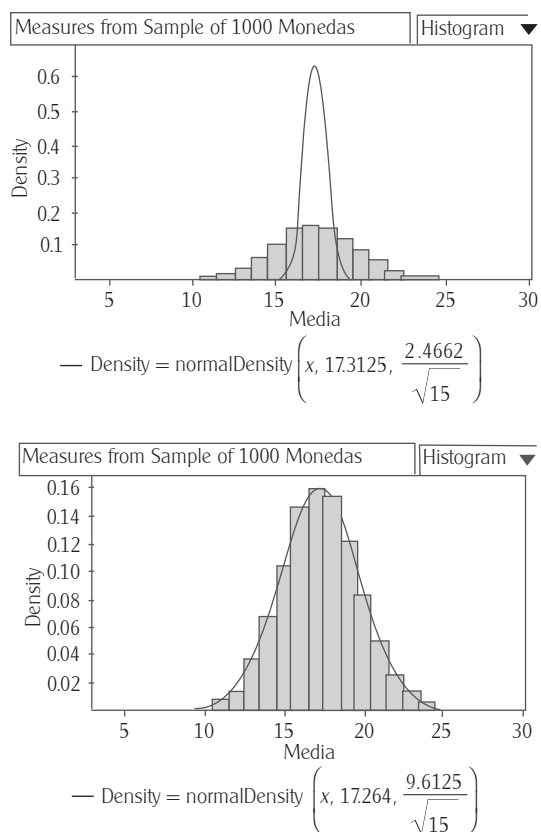 Measures from Sample of 1000 Monedas Histogram
0.6
0.5
0.4
0.3
0.2
0.1
Density
5 10 15 20 25 30
Media
Density = normalDensity (x, 17.3125, 2.4662 / √15)
Measures from Sample of 1000 Monedas Histogram
0.16
0.14
0.12
0.10
0.08
0.06
0.04
0.02
Density
5 10 15 20 25 30
Media
Density = normalDensity (x, 17.264, 9.6125 / √15)